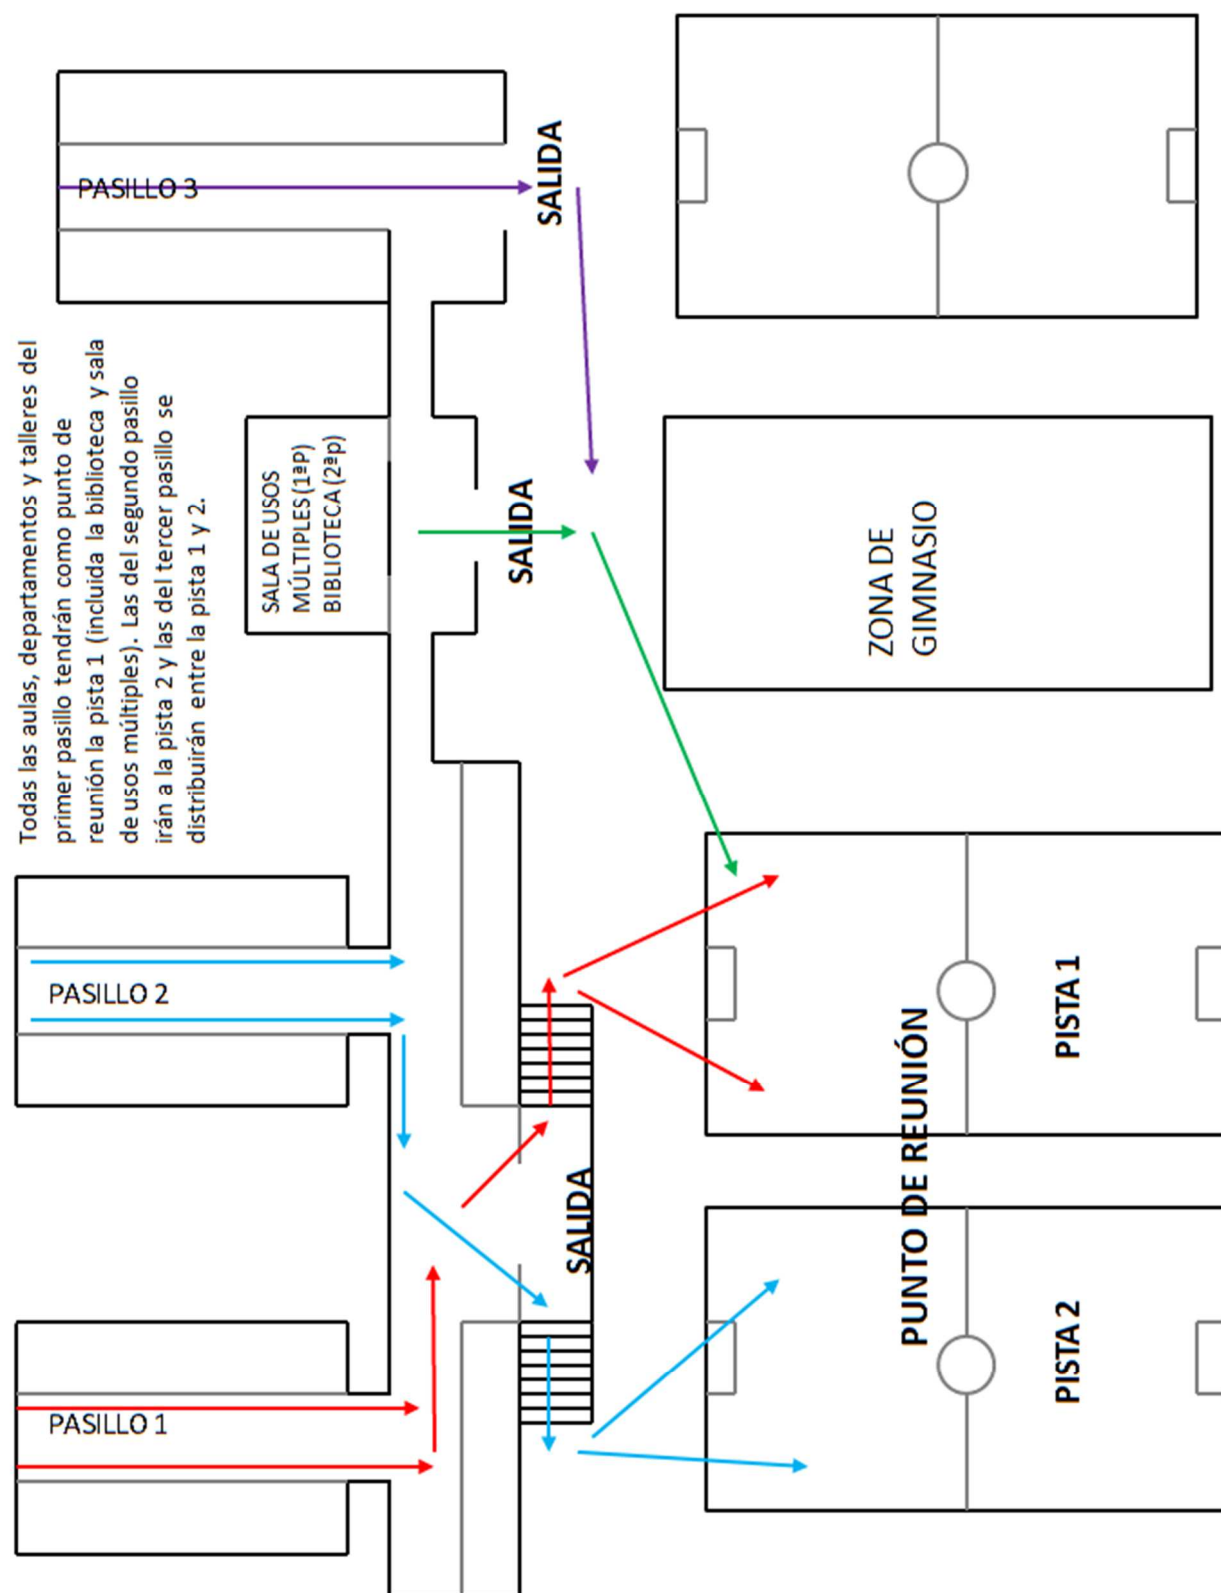 Todas las aulas, departamentos y talleres del
primer pasillo tendrán como punto de
reunión la pista 1 (incluida la biblioteca y sala
de usos múltiples). Las del segundo pasillo
irán a la pista 2 y las del tercer pasillo se
distribuirán entre la pista 1 y 2.
PASILLO 3
SALIDA
SALA DE USOS
MÚLTIPLES (1ªP)
BIBLIOTECA (2ªp)
SALIDA
ZONA DE
GIMNASIO
PASILLO 2
SALIDA
PUNTO DE REUNIÓN
PISTA 1
PISTA 2
PASILLO 1